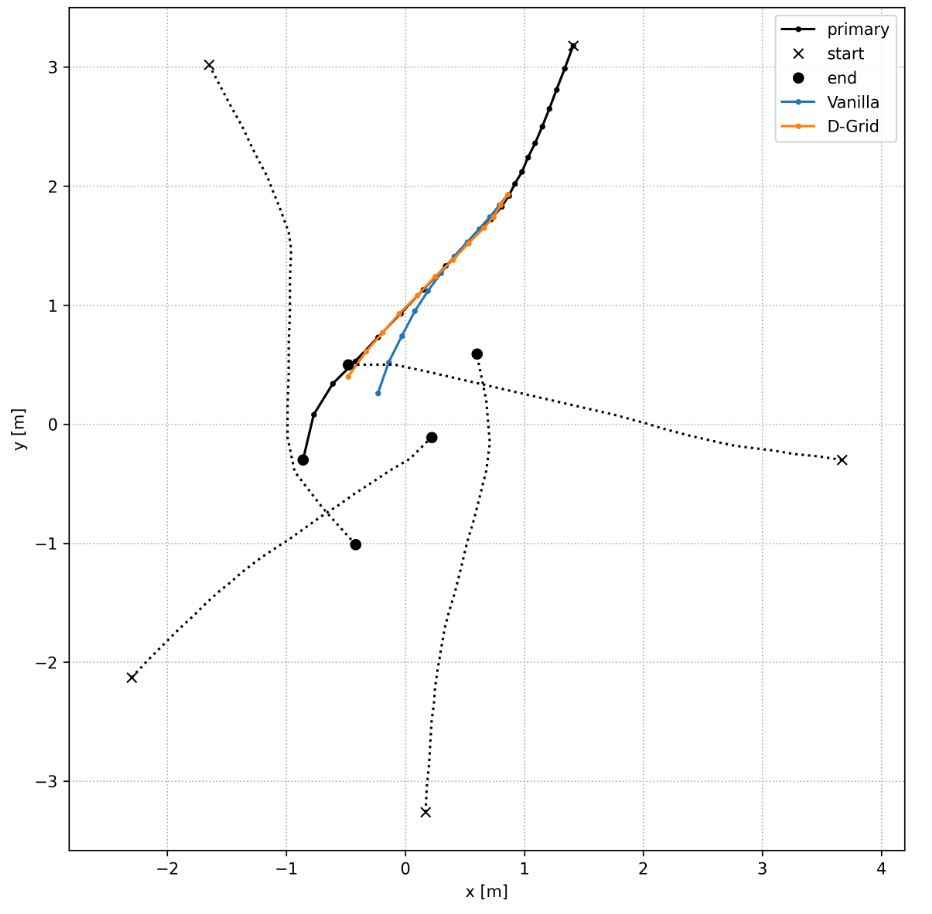 primary
start
end
Vanilla
D-Grid
3
2
1
0
−1
−2
−3
y [m]
−2 −1 0 1 2 3 4
x [m]